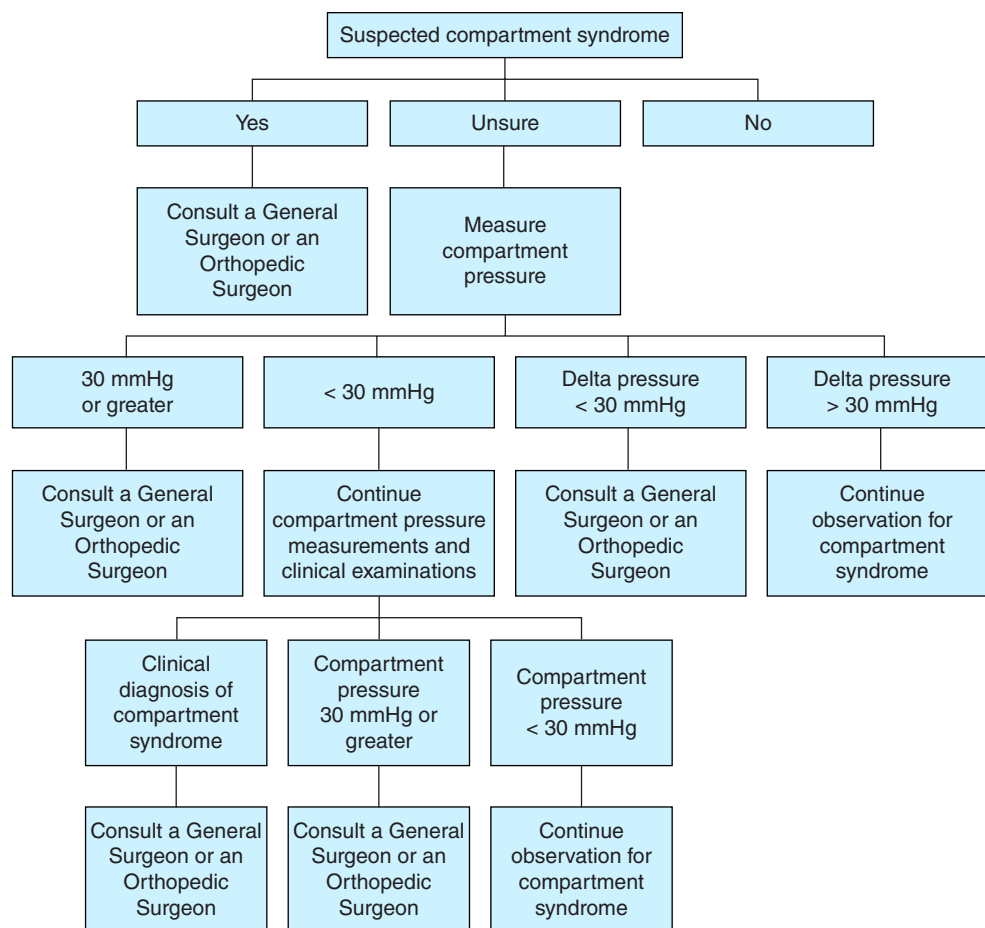 Suspected compartment syndrome
Yes
Unsure
No
Consult a General
Surgeon or an
Orthopedic
Surgeon
Measure
compartment
pressure
30 mmHg
or greater
< 30 mmHg
Delta pressure
< 30 mmHg
Delta pressure
> 30 mmHg
Consult a General
Surgeon or an
Orthopedic
Surgeon
Continue
compartment pressure
measurements and
clinical examinations
Consult a General
Surgeon or an
Orthopedic
Surgeon
Continue
observation for
compartment
syndrome
Clinical
diagnosis of
compartment
syndrome
Compartment
pressure
30 mmHg or
greater
Compartment
pressure
< 30 mmHg
Consult a General
Surgeon or an
Orthopedic
Surgeon
Consult a General
Surgeon or an
Orthopedic
Surgeon
Continue
observation for
compartment
syndrome